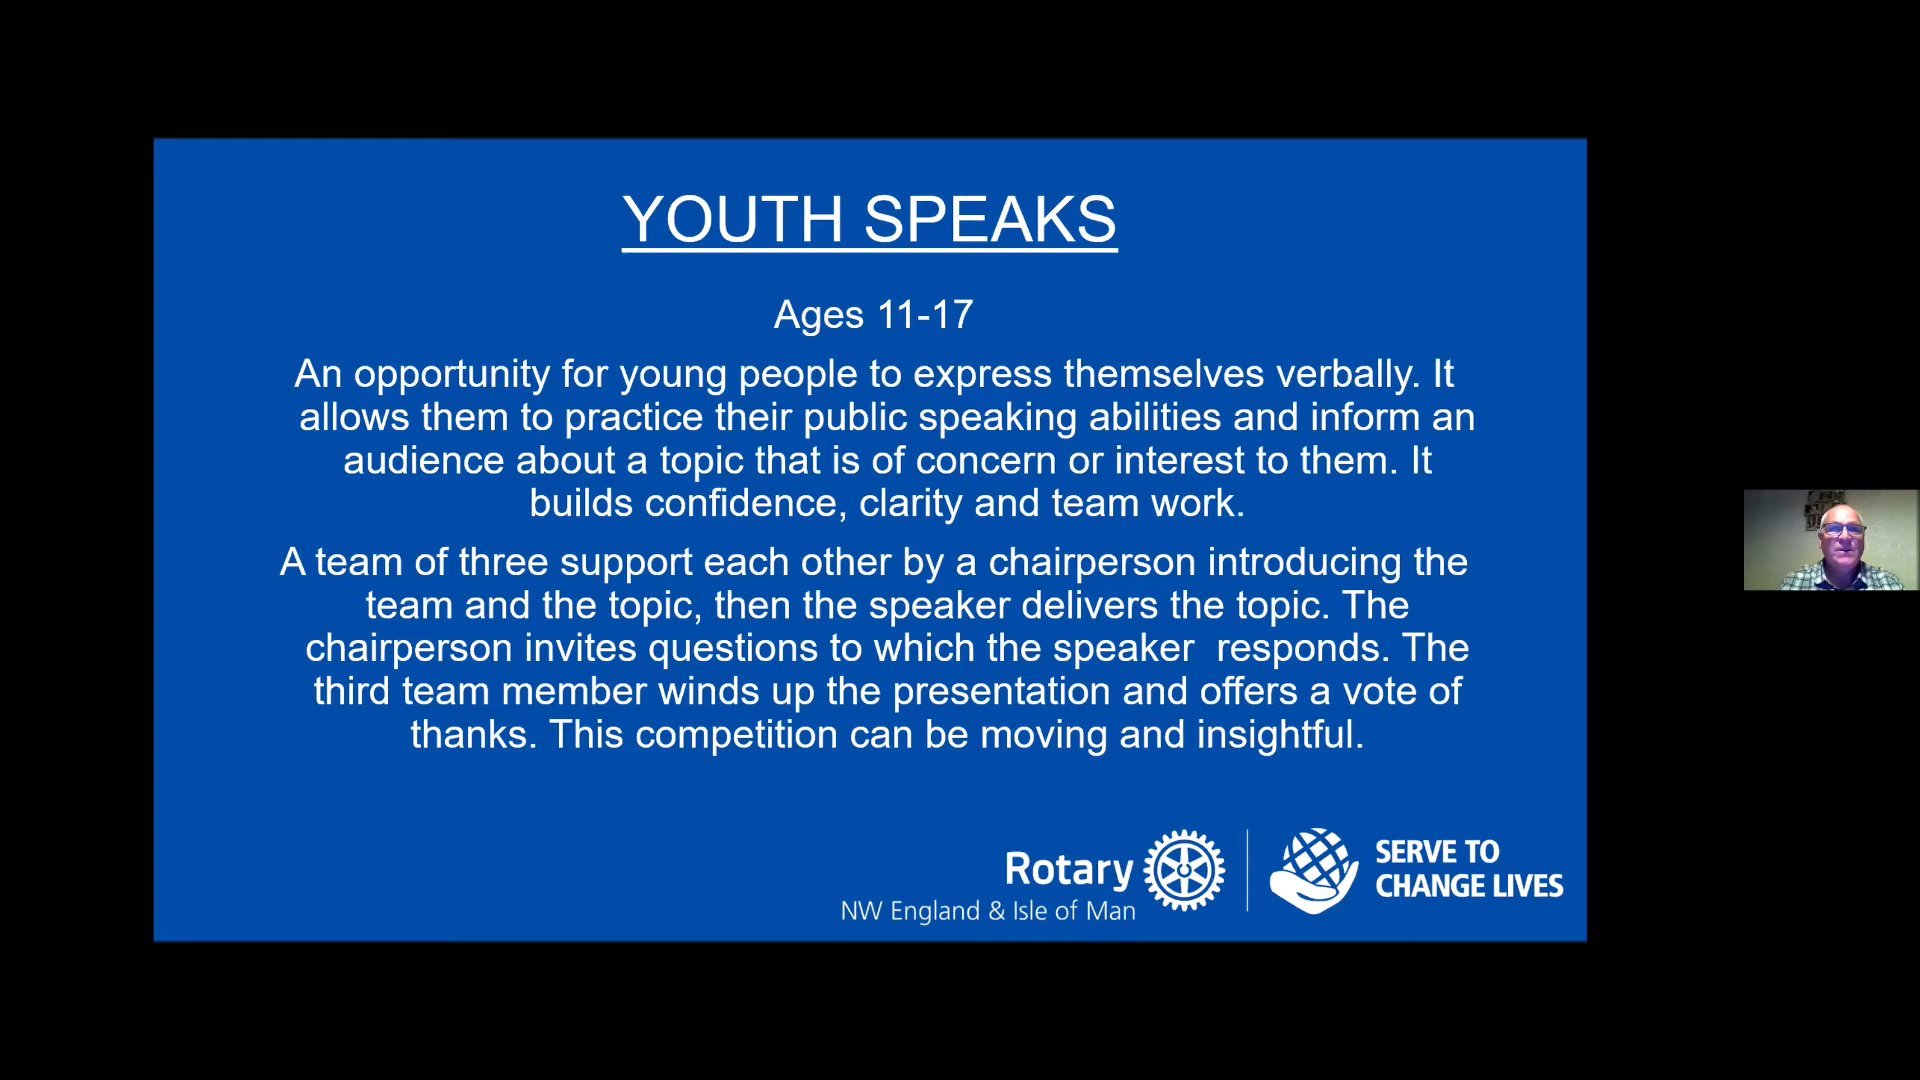 YOUTH SPEAKS
Ages 11-17
An opportunity for young people to express themselves verbally. It
allows them to practice their public speaking abilities and inform an
audience about a topic that is of concern or interest to them. It
builds confidence, clarity and team work.
A team of three support each other by a chairperson introducing the
team and the topic, then the speaker delivers the topic. The
chairperson invites questions to which the speaker  responds. The
third team member winds up the presentation and offers a vote of
thanks. This competition can be moving and insightful.
Rotary
NW England & Isle of Man
SERVE TO
CHANGE LIVES